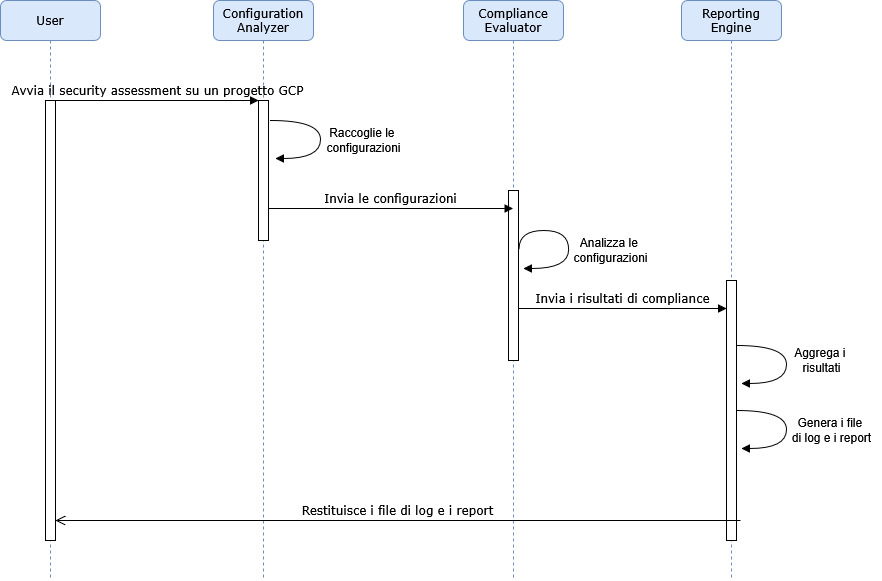 User
Configuration
Analyzer
Compliance
Evaluator
Reporting
Engine
Avvia il security assessment su un progetto GCP
Raccoglie le
configurazioni
Invia le configurazioni
Analizza le
configurazioni
Invia i risultati di compliance
Aggrega i
risultati
Genera i file
di log e i report
Restituisce i file di log e i report